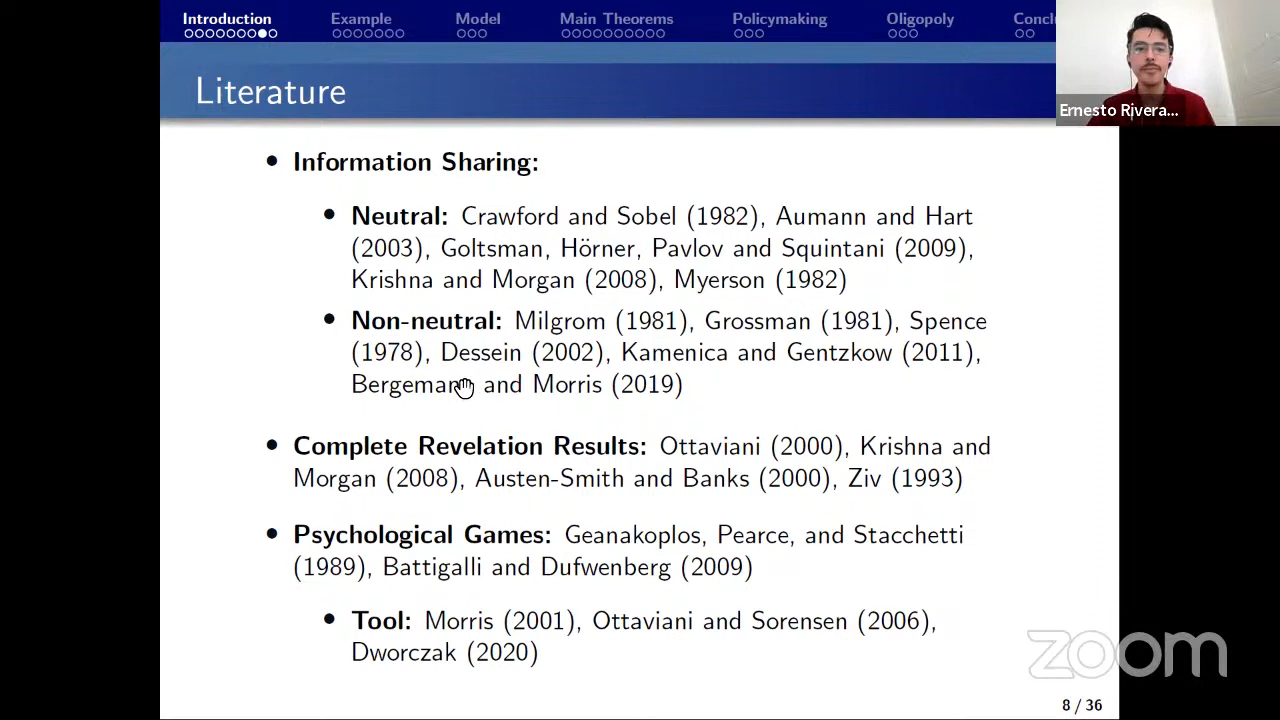 Introduction Example Model Main Theorems Policymaking Oligopoly Conclu
Ernesto Rivera...
Literature
• Information Sharing:
• Neutral: Crawford and Sobel (1982), Aumann and Hart
(2003), Goltsman, Hörner, Pavlov and Squintani (2009),
Krishna and Morgan (2008), Myerson (1982)
• Non-neutral: Milgrom (1981), Grossman (1981), Spence
(1978), Dessein (2002), Kamenica and Gentzkow (2011),
Bergemann and Morris (2019)
• Complete Revelation Results: Ottaviani (2000), Krishna and
Morgan (2008), Austen-Smith and Banks (2000), Ziv (1993)
• Psychological Games: Geanakoplos, Pearce, and Stacchetti
(1989), Battigalli and Dufwenberg (2009)
• Tool: Morris (2001), Ottaviani and Sorensen (2006),
Dworczak (2020)
zoom
8 / 36